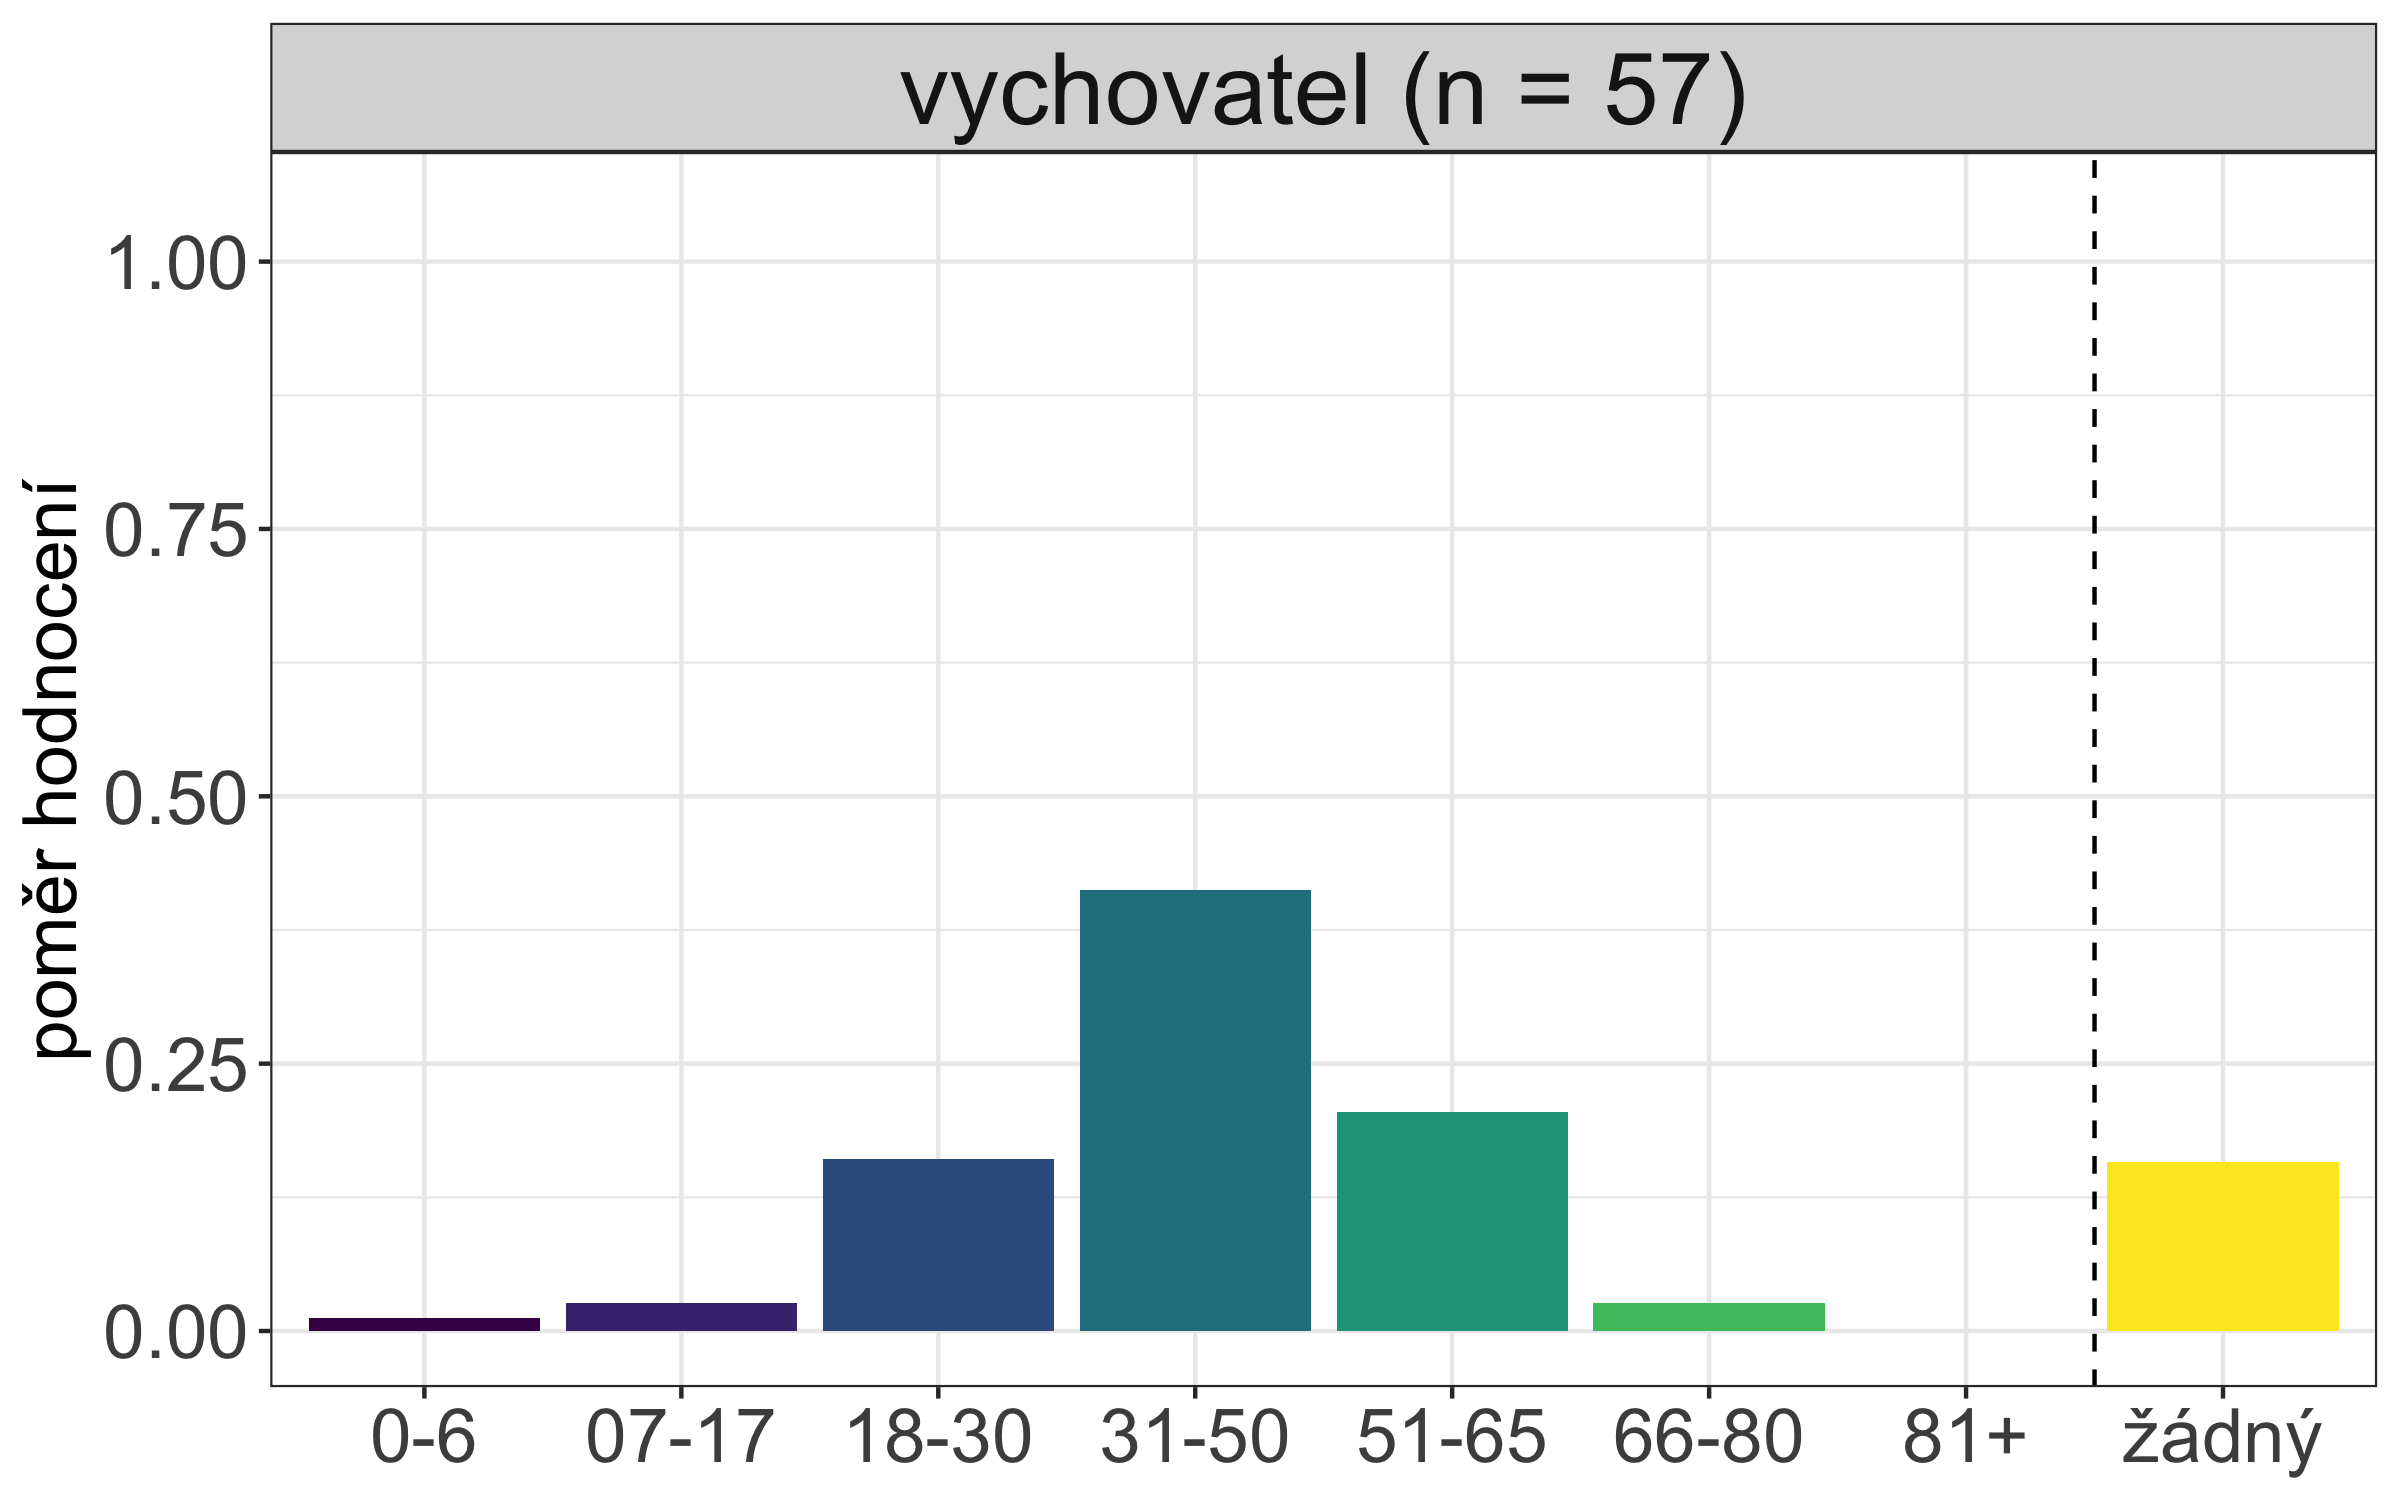 vychovatel (n = 57)
poměr hodnocení
1.00
0.75
0.50
0.25
0.00
0-6 07-17 18-30 31-50 51-65 66-80 81+ žádný